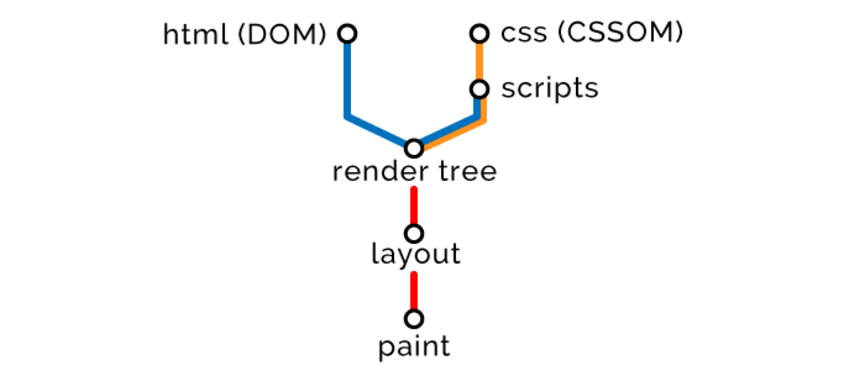 html (DOM)
css (CSSOM)
scripts
render tree
layout
paint